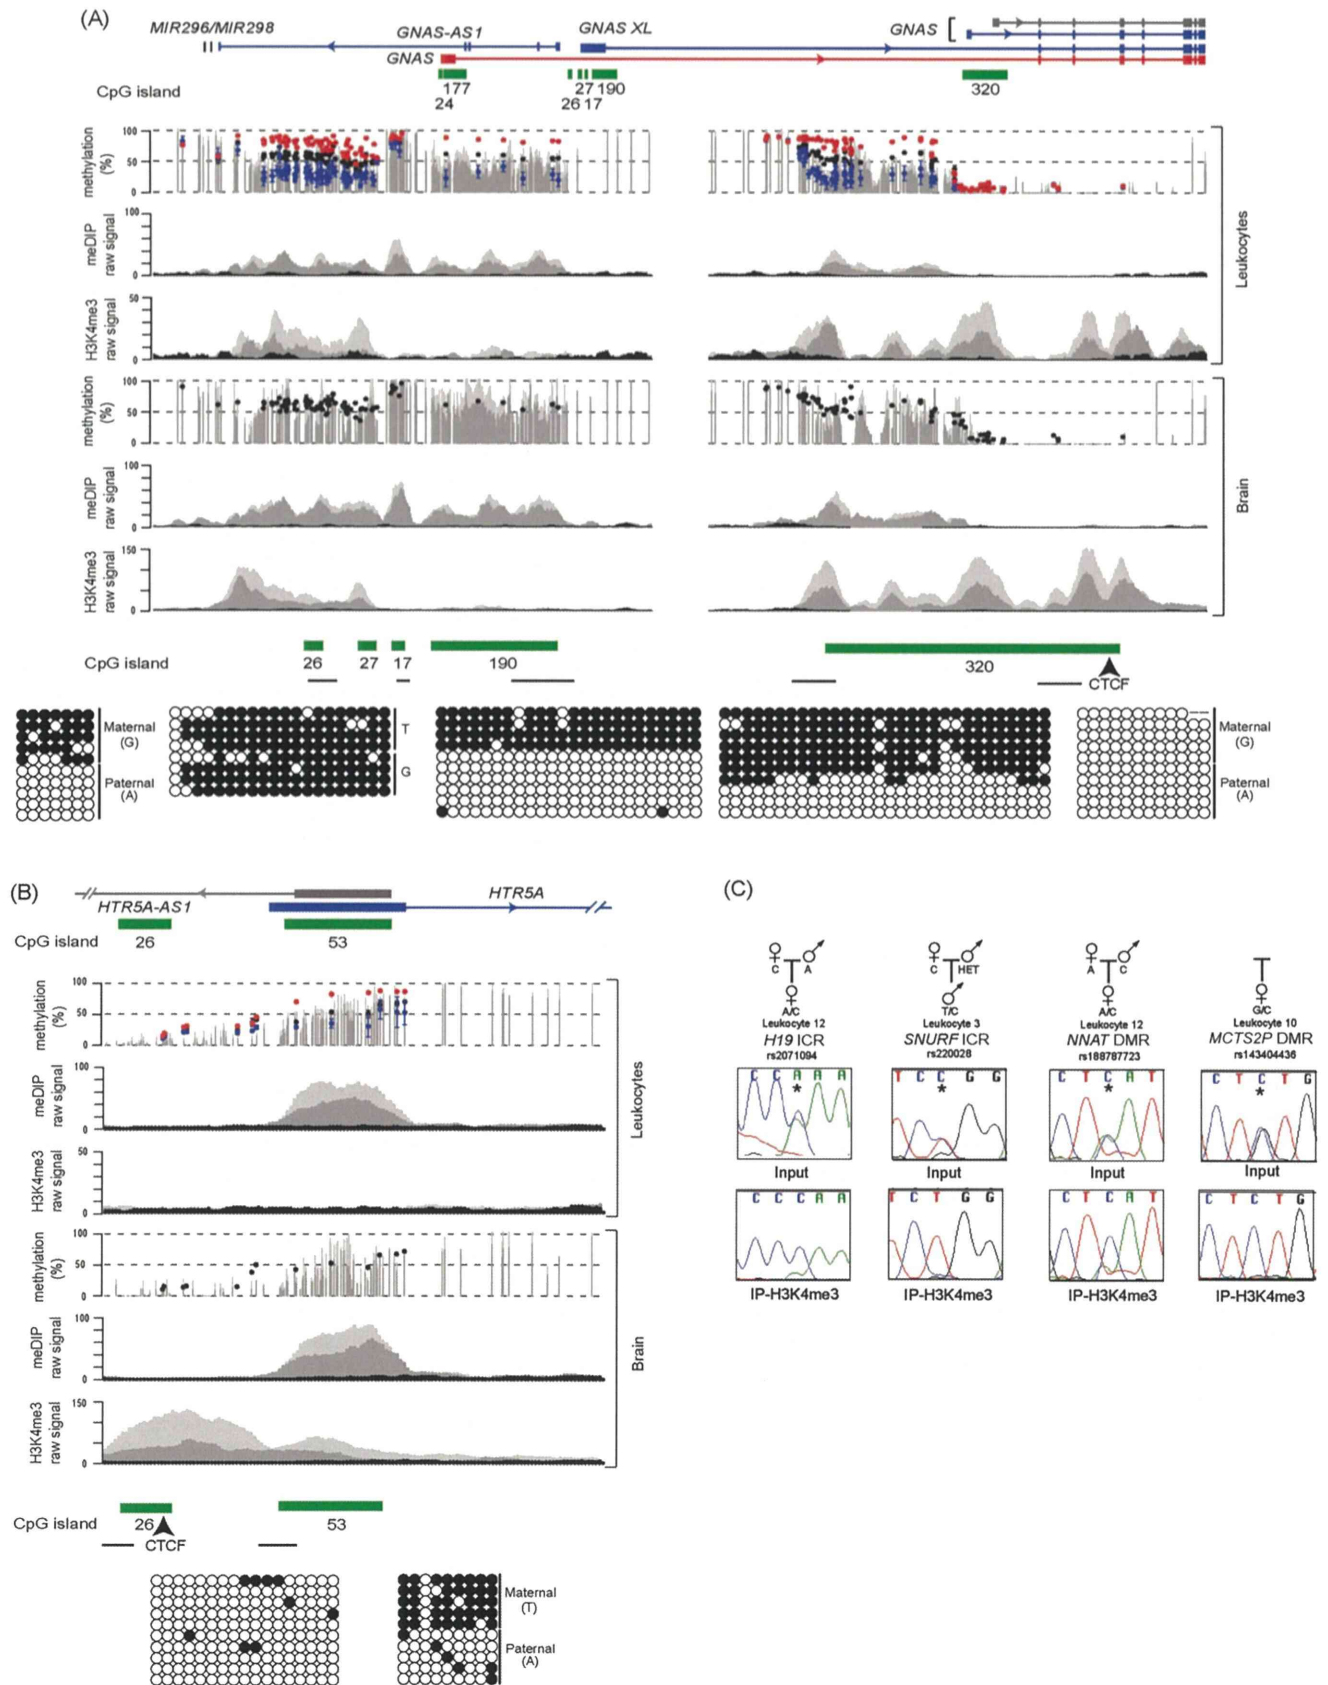 (A)
MIR296/MIR298
GNAS-AS1
GNAS XL
GNAS
GNAS
CpG island
177
24
27 190
26 17
320
methylation
(%)
100
50
0
meDIP
raw signal
100
0
H3K4me3
raw signal
50
0
Leukocytes
methylation
(%)
100
50
0
meDIP
raw signal
100
0
H3K4me3
raw signal
150
0
Brain
CpG island
26
27
17
190
320
CTCF
Maternal
(G)
Paternal
(A)
T
G
Maternal
(G)
Paternal
(A)
(B)
HTR5A-AS1
HTR5A
CpG island
26
53
methylation
(%)
100
50
0
meDIP
raw signal
100
0
H3K4me3
raw signal
50
0
Leukocytes
methylation
(%)
100
50
0
meDIP
raw signal
100
0
H3K4me3
raw signal
150
0
Brain
CpG island
26
53
CTCF
Maternal
(T)
Paternal
(A)
(C)
C A
A/C
Leukocyte 12
H19 ICR
rs2071094
C C A A A
*
Input
C C C A A
IP-H3K4me3
C HET
T/C
Leukocyte 3
SNURF ICR
rs220028
T C C G G
*
Input
T C T G G
IP-H3K4me3
A C
A/C
Leukocyte 12
NNAT DMR
rs188787723
C T C A T
*
Input
C T C A T
IP-H3K4me3
G/C
Leukocyte 10
MCTS2P DMR
rs143404436
C T C T G
*
Input
C T C T G
IP-H3K4me3